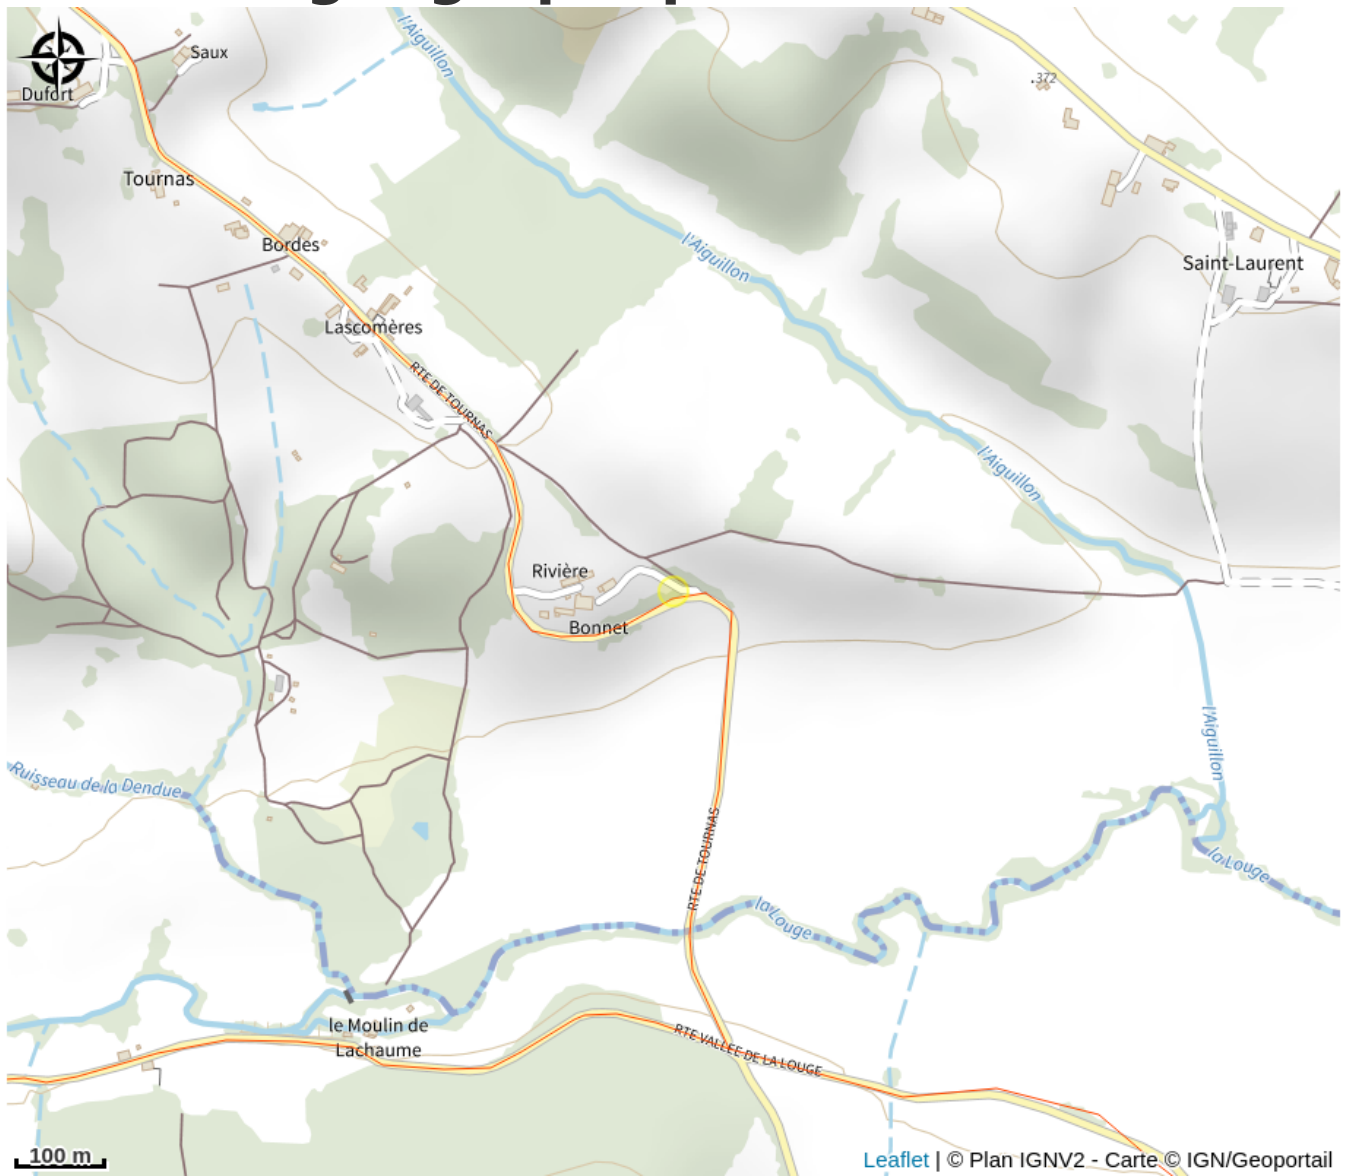 l'Aiguillon
Saux
Dufort
.372
Tournas
Bordes
l'Aiguillon
Saint-Laurent
Lascomères
RTE DE TOURNAS
l'Aiguillon
Rivière
Bonnet
l'Aiguillon
Ruisseau de la Dendue
RTE DE TOURNAS
la Louge
la Louge
le Moulin de
Lachaume
RTE VALLEE DE LA LOUGE
100 m
Leaflet | © Plan IGNV2 - Carte © IGN/Geoportail